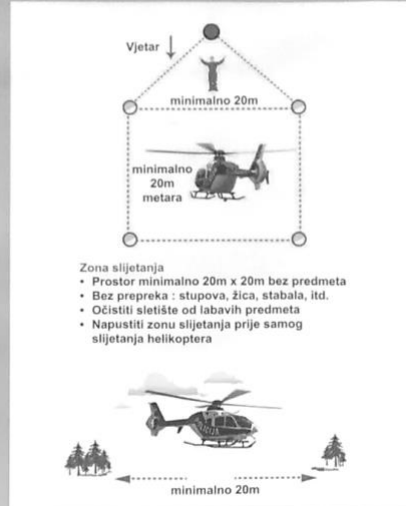 Vjetar
minimalno 20m
minimalno
20m
metara
Zona slijetanja
• Prostor minimalno 20m x 20m bez predmeta
• Bez prepreka : stupova, žica, stabala, itd.
• Očistiti sletište od labavih predmeta
• Napustiti zonu slijetanja prije samog
slijetanja helikoptera
minimalno 20m